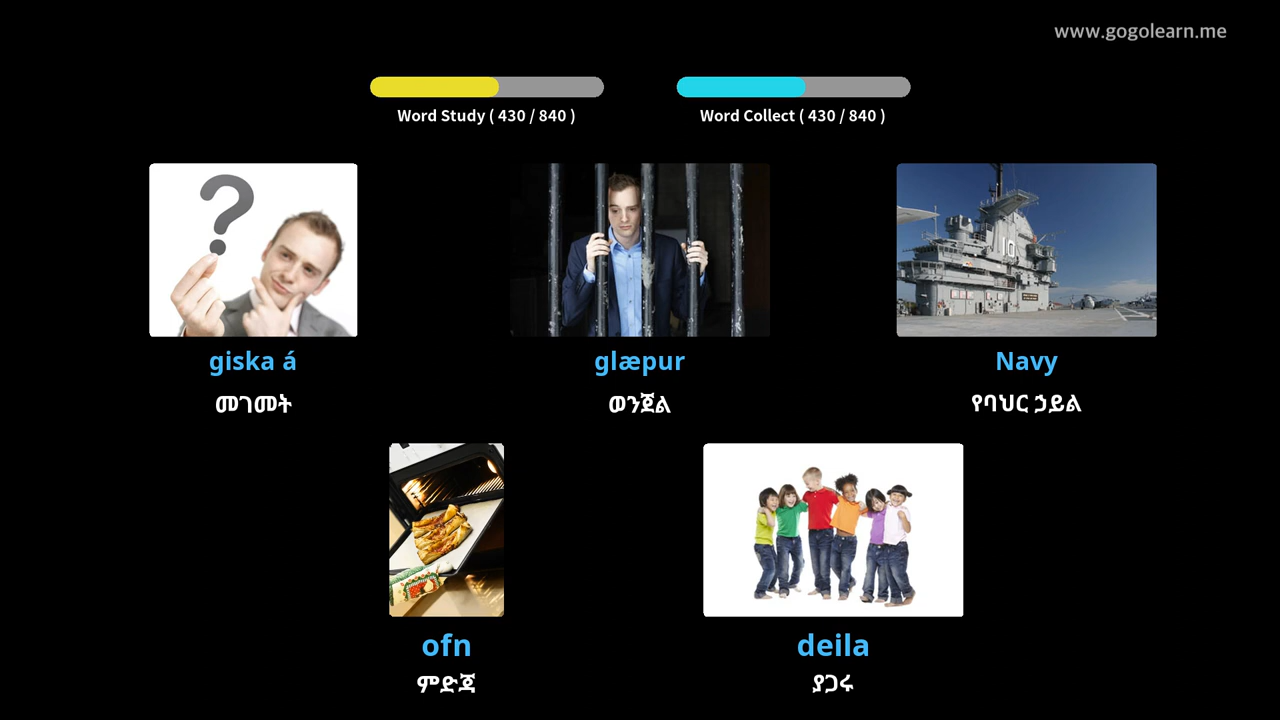 www.gogolearn.me
Word Study ( 430 / 840 )
Word Collect ( 430 / 840 )
giska á
glæpur
Navy
መገመት
ወንጀል
የባህር ኃይል
10
ofn
deila
ምድጃ
ያጋሩ